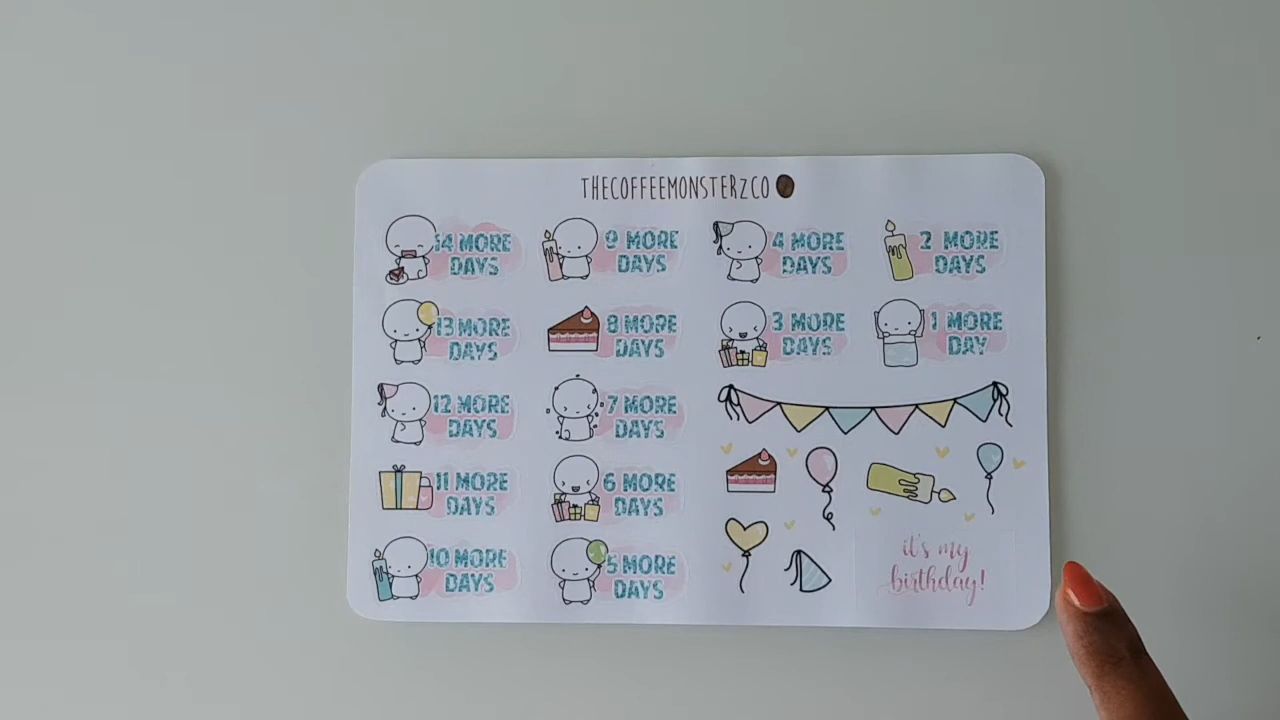 THECOFFEEMONSTERZCO
14 MORE
DAYS
13 MORE
DAYS
12 MORE
DAYS
11 MORE
DAYS
10 MORE
DAYS
9 MORE
DAYS
8 MORE
DAYS
7 MORE
DAYS
6 MORE
DAYS
5 MORE
DAYS
4 MORE
DAYS
3 MORE
DAYS
2 MORE
DAYS
1 MORE
DAY
it's my
birthday!